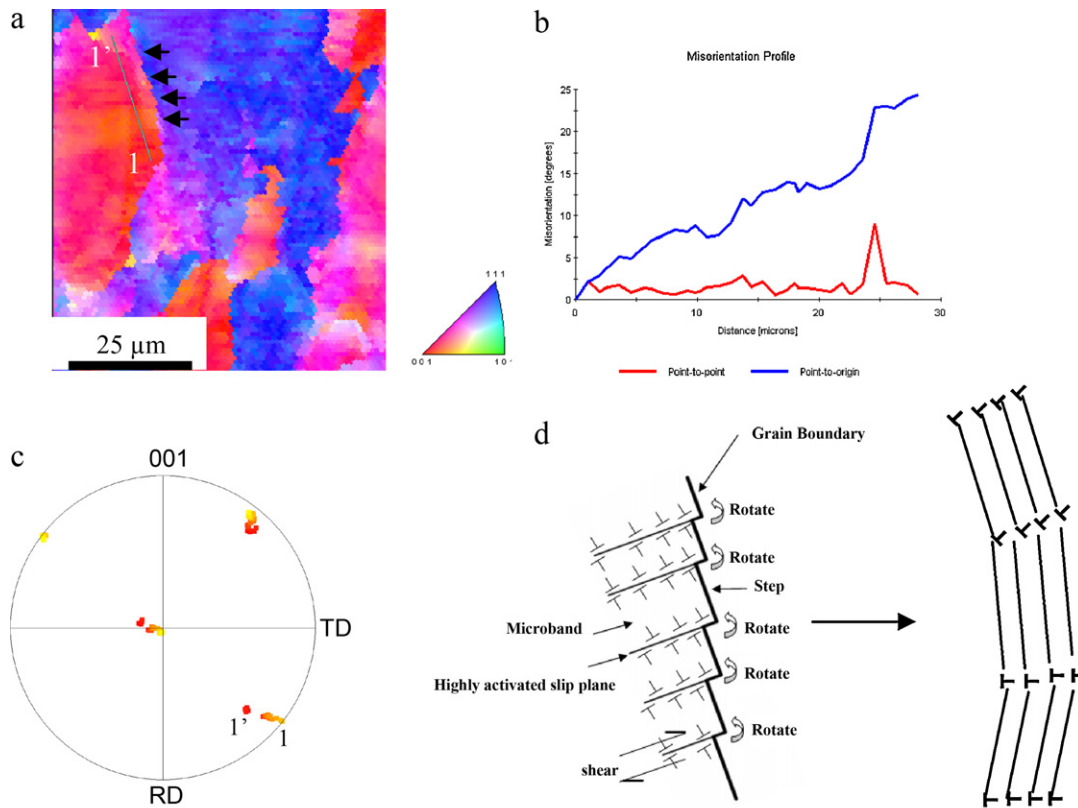 a
1’
1
25 µm
111
001
10
b
Misorientation Profile
Misorientation [degrees]
25
20
15
10
5
0
0
10
20
30
Distance [microns]
Point-to-point
Point-to-origin
c
001
TD
1’
1
RD
d
Grain Boundary
Rotate
Rotate
Step
Microband
Rotate
Highly activated slip plane
Rotate
Rotate
shear